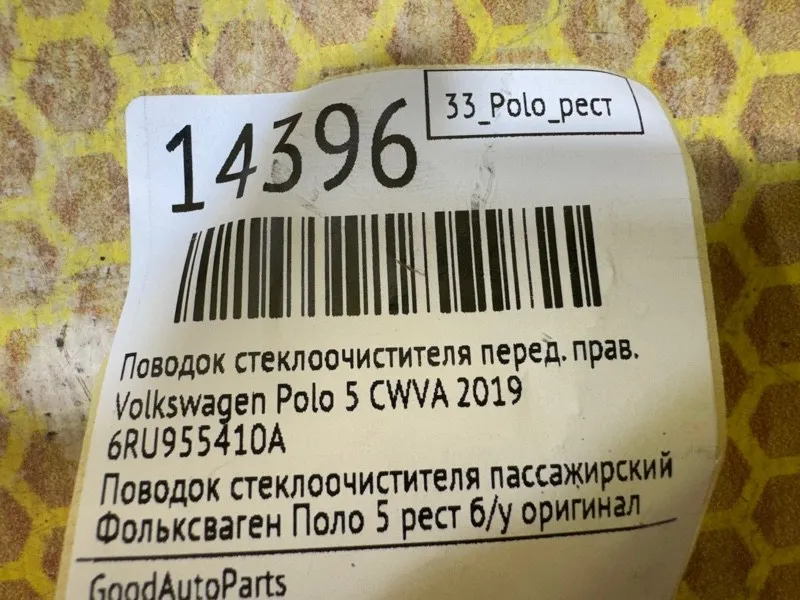 33_Polo_рест
14396
Поводок стеклоочистителя перед. прав.
Volkswagen Polo 5 CWVA 2019
6RU955410A
Поводок стеклоочистителя пассажирский
Фольксваген Поло 5 рест б/у оригинал
GoodAutoParts